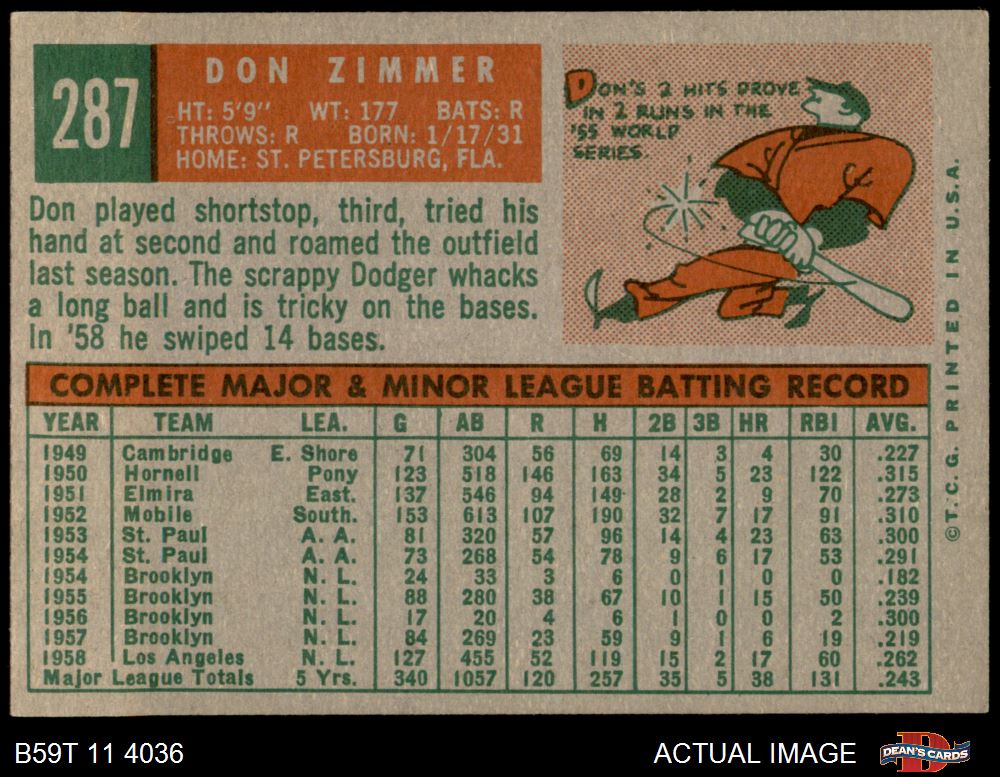 287
DON ZIMMER
HT: 5'9" WT: 177 BATS: R
THROWS: R BORN: 1/17/31
HOME: ST. PETERSBURG, FLA.
DON'S 2 HITS DROVE
IN 2 RUNS IN THE
'55 WORLD
SERIES.
Don played shortstop, third, tried his
hand at second and roamed the outfield
last season. The scrappy Dodger whacks
a long ball and is tricky on the bases.
In '58 he swiped 14 bases.
COMPLETE MAJOR & MINOR LEAGUE BATTING RECORD
YEAR TEAM LEA. G AB R H 2B 3B HR RBI AVG.
1949 Cambridge E. Shore 71 304 56 69 14 3 4 30 .227
1950 Hornell Pony 123 518 146 163 34 5 23 122 .315
1951 Elmira East. 137 546 94 149 28 2 9 70 .273
1952 Mobile South. 153 613 107 190 32 7 17 91 .310
1953 St. Paul A. A. 81 320 57 96 14 4 23 63 .300
1954 St. Paul A. A. 73 268 54 78 9 6 17 53 .291
1954 Brooklyn N. L. 24 33 3 6 0 1 0 0 .182
1955 Brooklyn N. L. 88 280 38 67 10 1 15 50 .239
1956 Brooklyn N. L. 17 20 4 6 1 0 0 2 .300
1957 Brooklyn N. L. 84 269 23 59 9 1 6 19 .219
1958 Los Angeles N. L. 127 455 52 119 15 2 17 60 .262
Major League Totals 5 Yrs. 340 1057 120 257 35 5 38 131 .243
©T.C.G. PRINTED IN U.S.A.
B59T 11 4036
ACTUAL IMAGE
D
DEAN'S CARDS